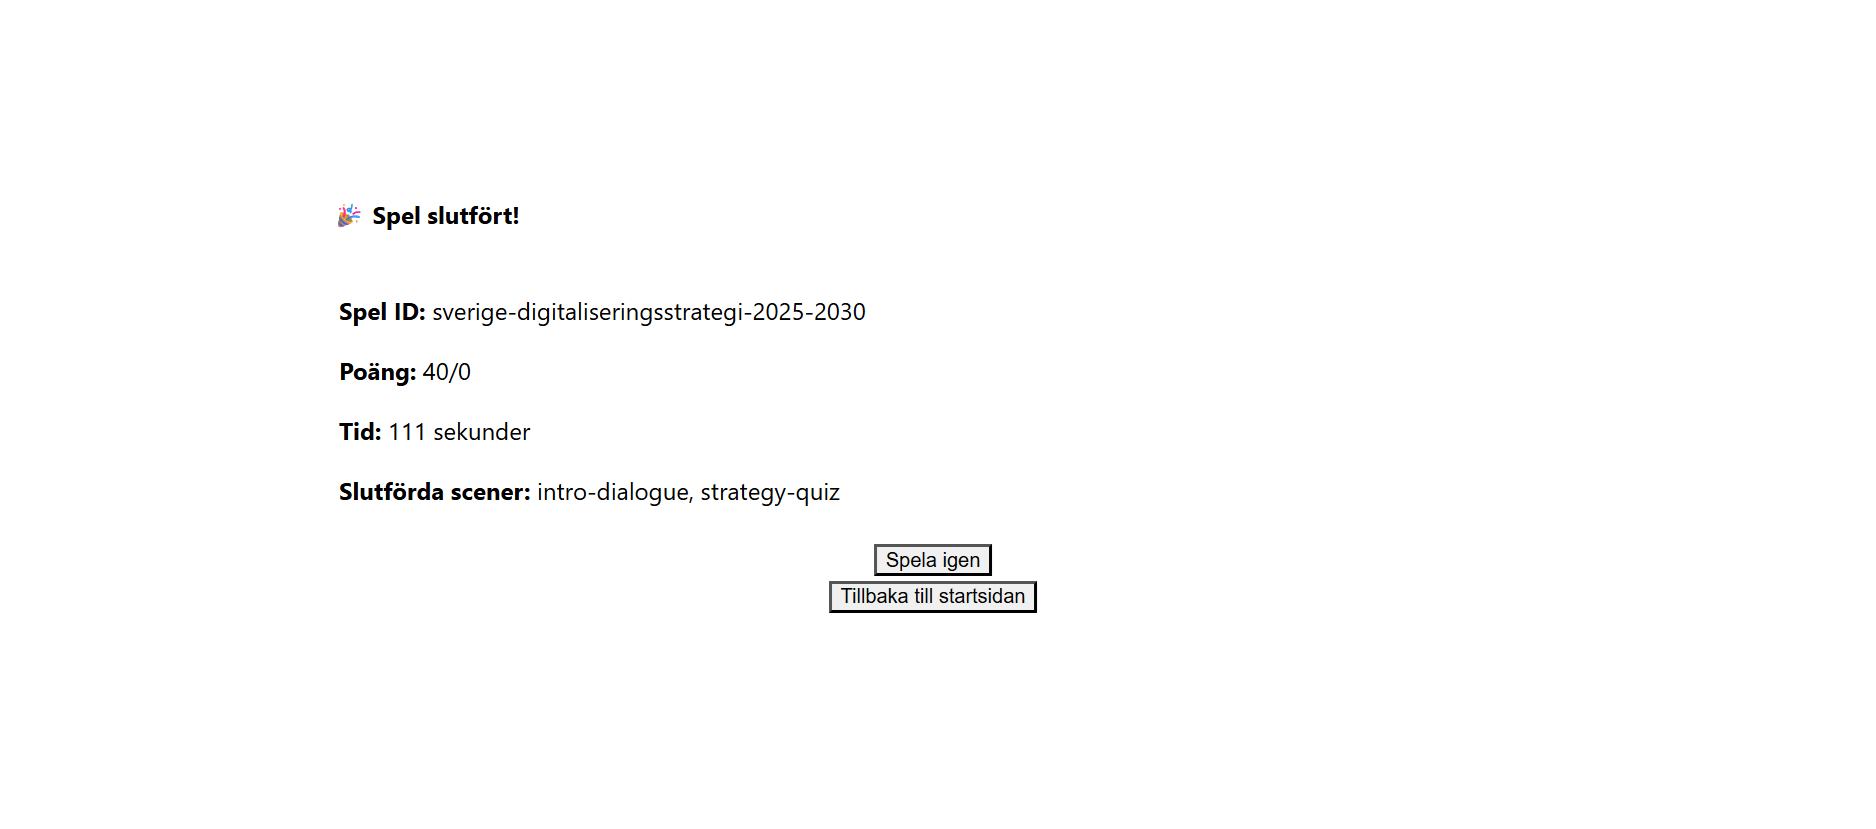 🎉 Spel slutfört!
Spel ID: sverige-digitaliseringsstrategi-2025-2030
Poäng: 40/0
Tid: 111 sekunder
Slutförda scener: intro-dialogue, strategy-quiz
Spela igen
Tillbaka till startsidan